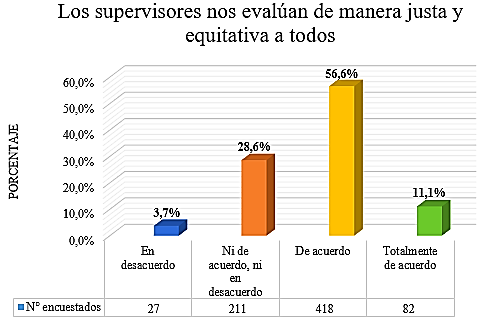 Los supervisores nos evalúan de manera justa y
equitativa a todos
PORCENTAJE
60,0%
50,0%
40,0%
30,0%
20,0%
10,0%
0,0%
3,7%
28,6%
56,6%
11,1%
En
desacuerdo
Ni de
acuerdo, ni
en
desacuerdo
De acuerdo
Totalmente
de acuerdo
N° encuestados 27 211 418 82